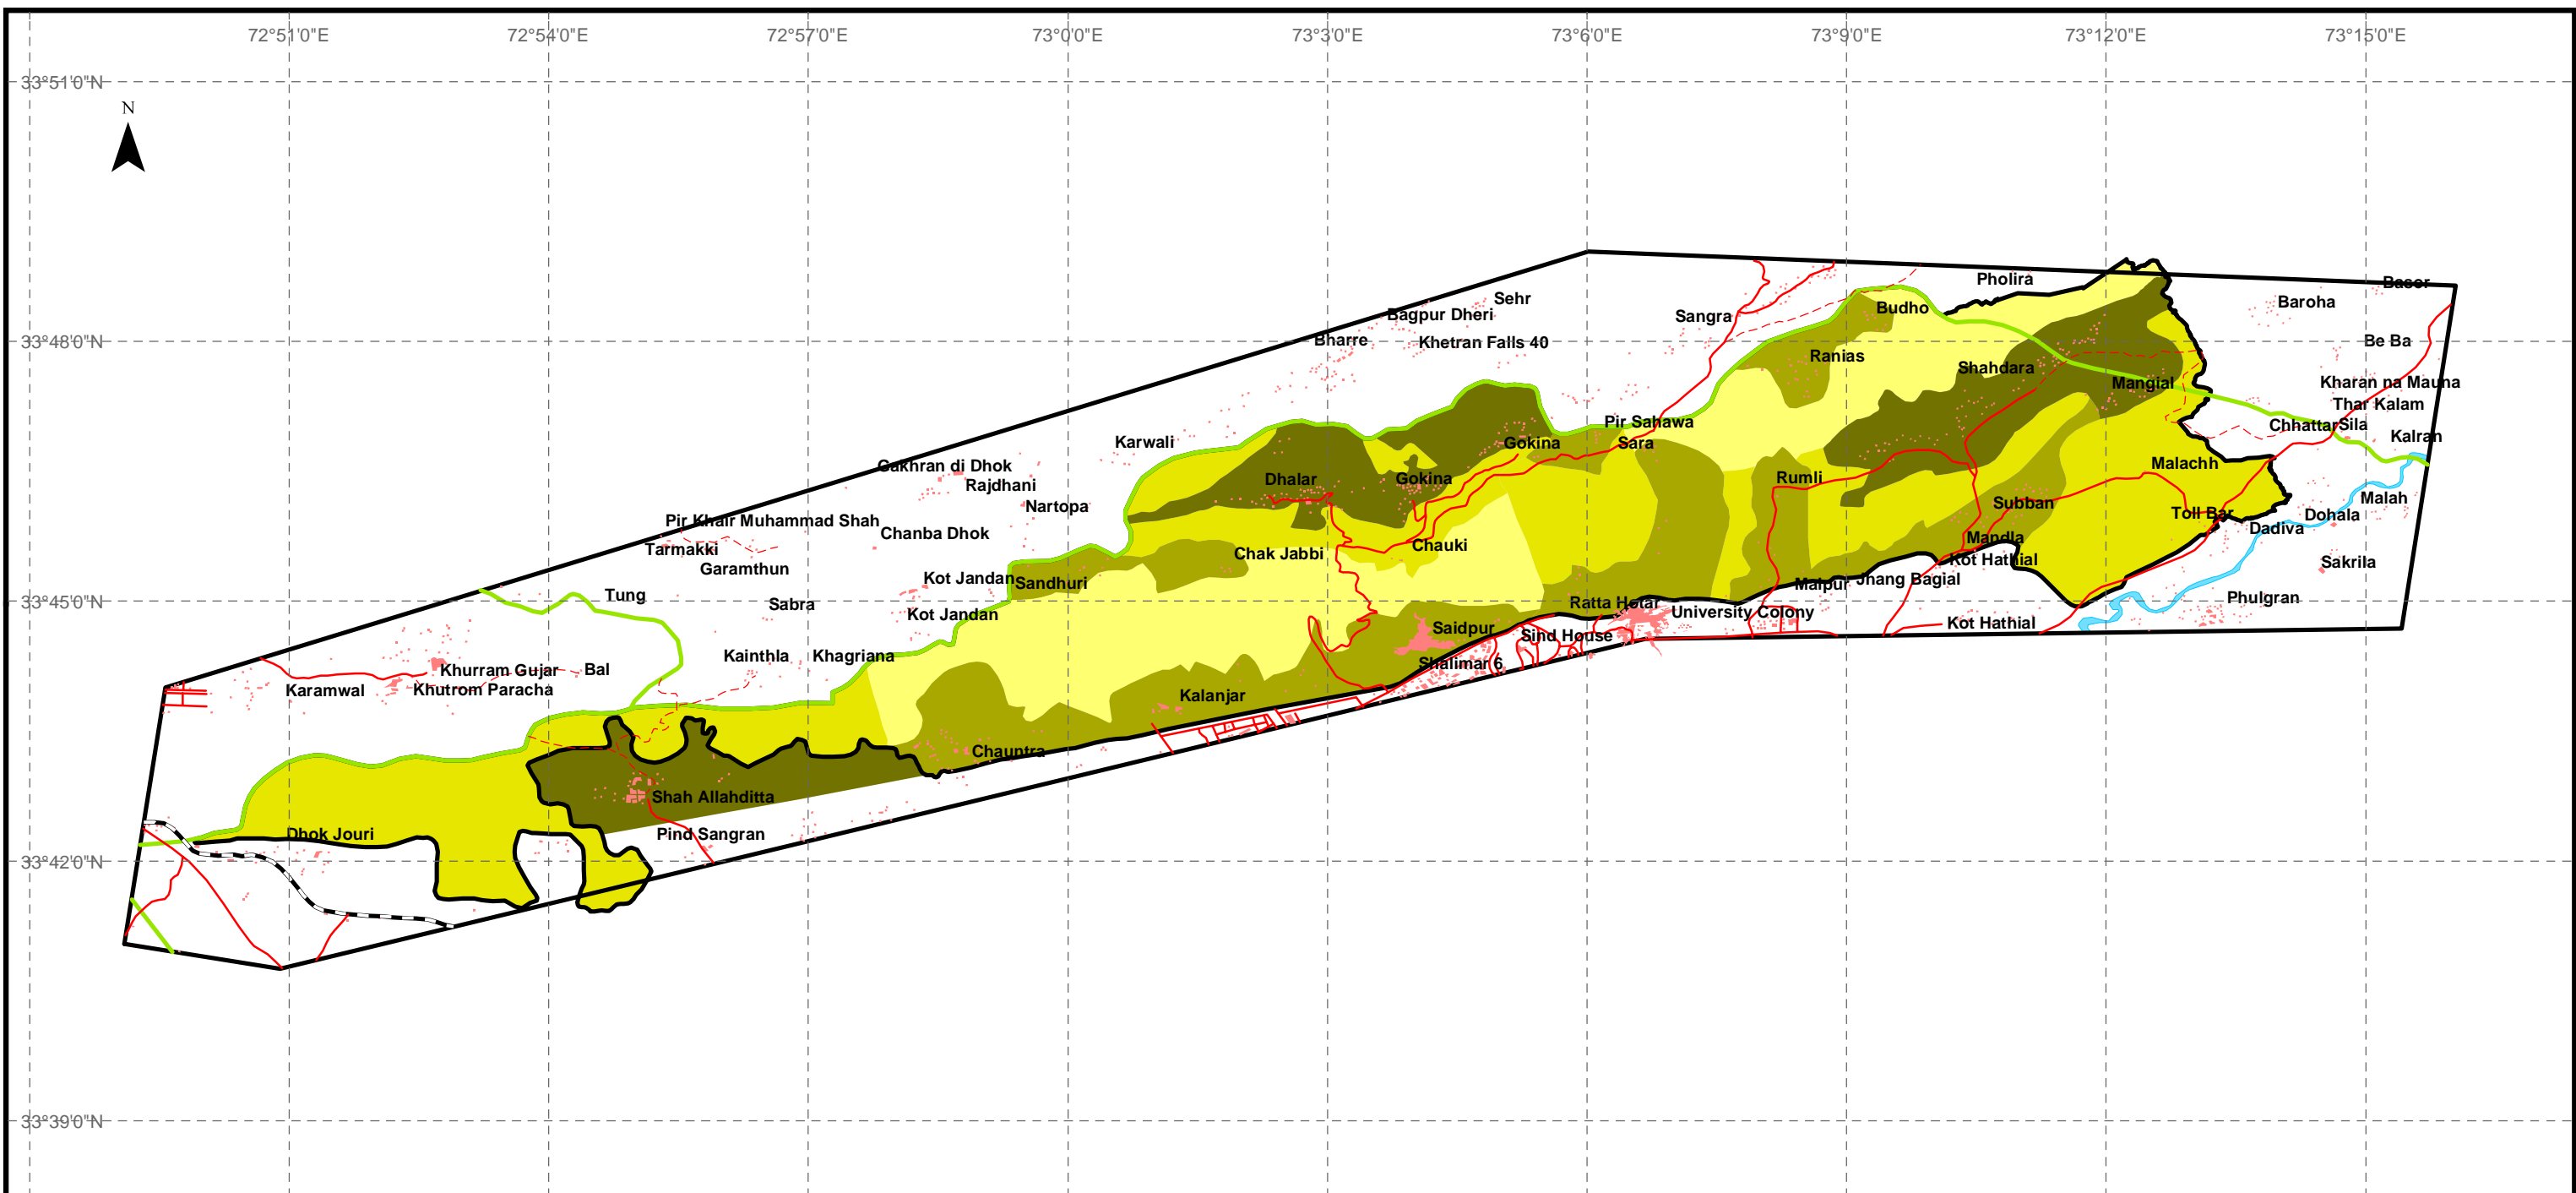 72°51'0"E
72°54'0"E
72°57'0"E
73°0'0"E
73°3'0"E
73°6'0"E
73°9'0"E
73°12'0"E
73°15'0"E
33°51'0"N
N
Pholira
Basor
Sehr
Baroha
Budho
Bagpur Dheri
Sangra
33°48'0"N
Bharre
Khetran Falls 40
Be Ba
Ranias
Shahdara
Mangial
Kharan na Mauna
Thar Kalam
Pir Sahawa
Chhattar
Sila
Karwali
Gokina
Sara
Kalran
Gakhran di Dhok
Malachh
Rajdhani
Dhalar
Gokina
Rumli
Nartopa
Subban
Malah
Toll Bar
Dohala
Pir Khair Muhammad Shah
Chanba Dhok
Dadiva
Tarmakki
Chak Jabbi
Chauki
Mandla
Garamthun
Kot Hathial
Sakrila
Kot Jandan
Sandhuri
Malpur
Jhang Bagial
33°45'0"N
Tung
Sabra
Ratta Hotar
Phulgran
Kot Jandan
University Colony
Saidpur
Kot Hathial
Sind House
Kainthla
Khagriana
Shalimar 6
Khurram Gujar
Bal
Karamwal
Khutrom Paracha
Kalanjar
Chauntra
Shah Allahditta
Dhok Jouri
Pind Sangran
33°42'0"N
33°39'0"N